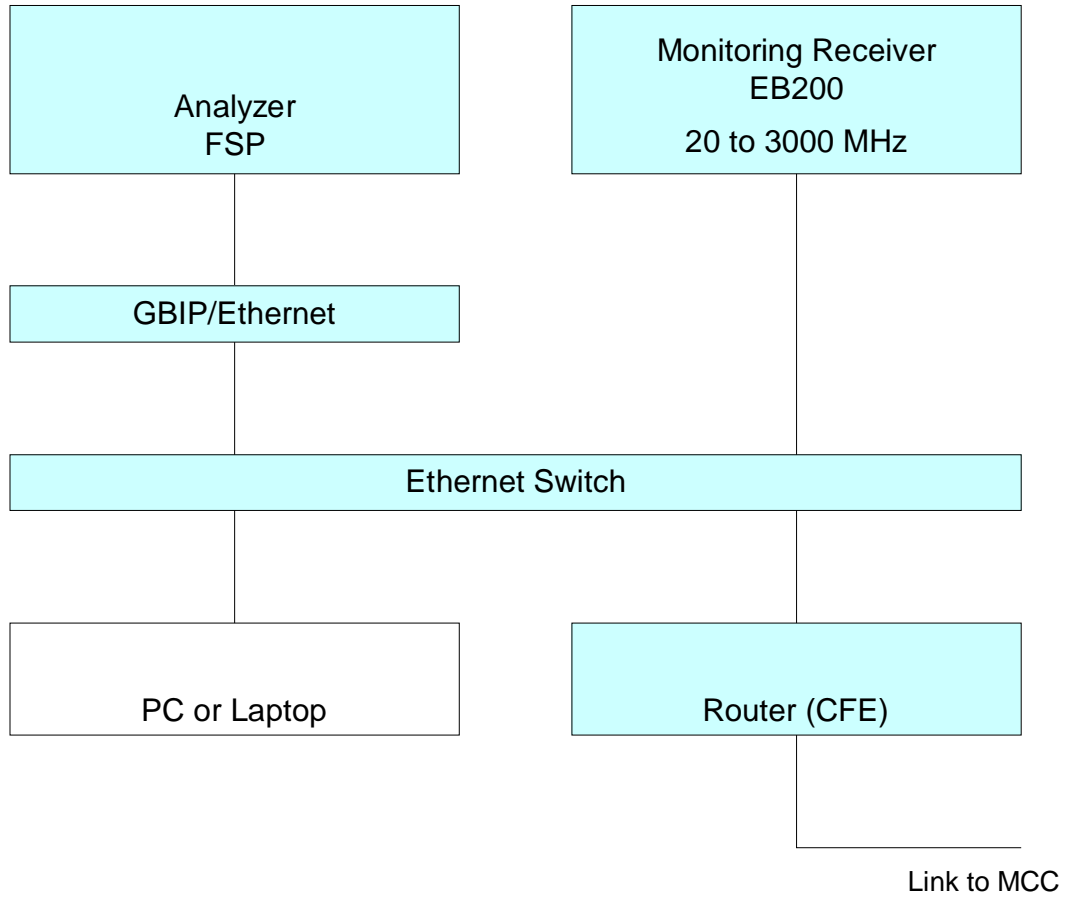 Analyzer
FSP
Monitoring Receiver
EB200
20 to 3000 MHz
GBIP/Ethernet
Ethernet Switch
PC or Laptop
Router (CFE)
Link to MCC